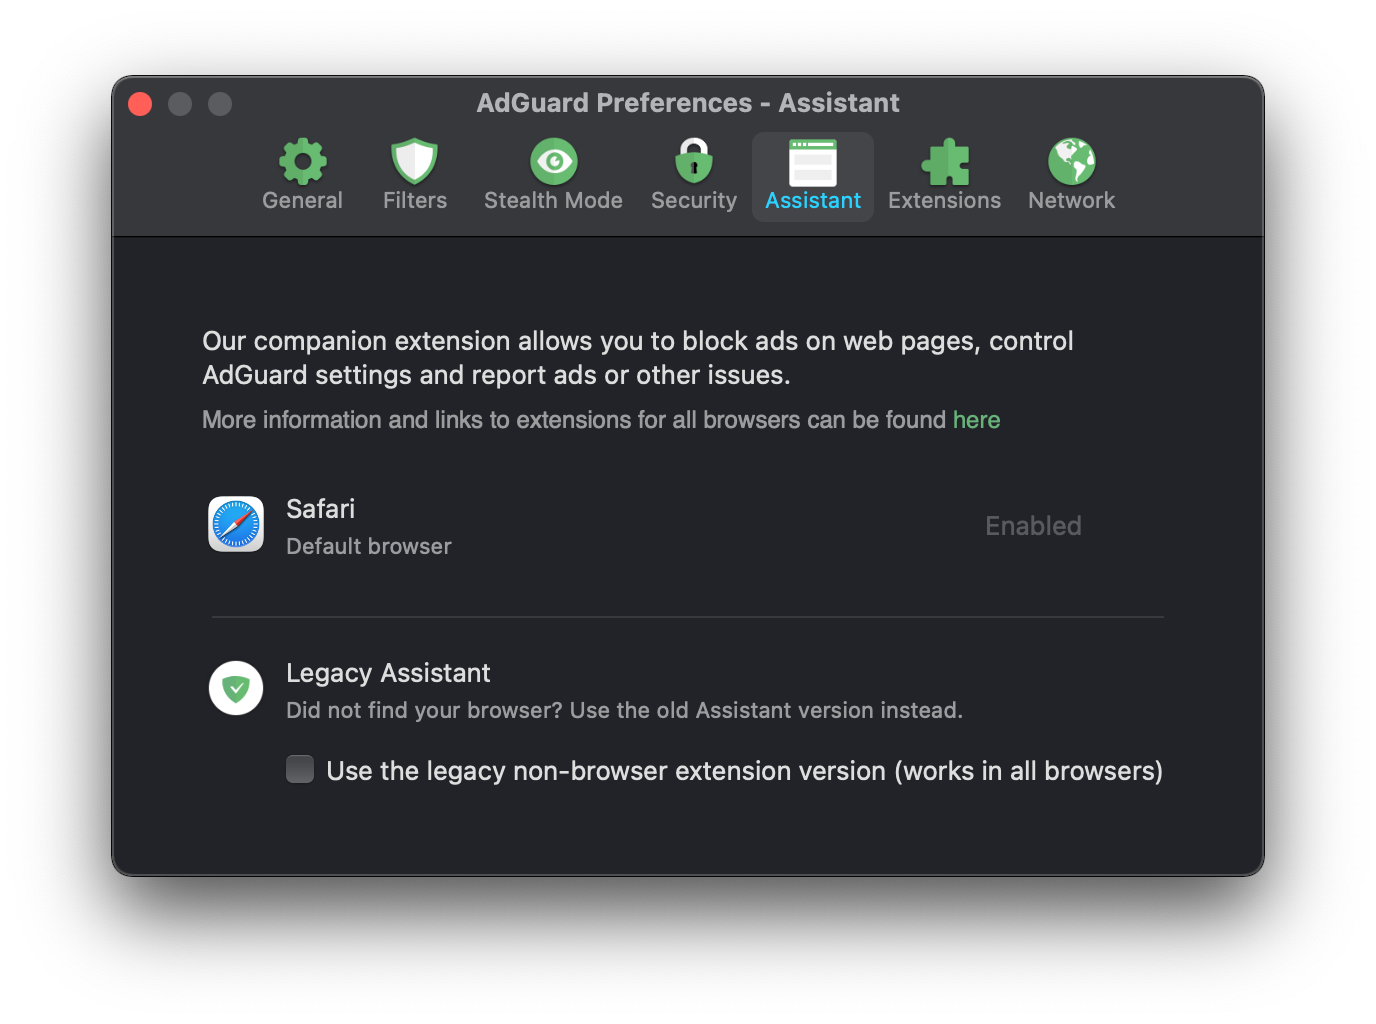 AdGuard Preferences - Assistant
General
Filters
Stealth Mode
Security
Assistant
Extensions
Network
Our companion extension allows you to block ads on web pages, control
AdGuard settings and report ads or other issues.
More information and links to extensions for all browsers can be found here
Safari
Default browser
Enabled
Legacy Assistant
Did not find your browser? Use the old Assistant version instead.
Use the legacy non-browser extension version (works in all browsers)